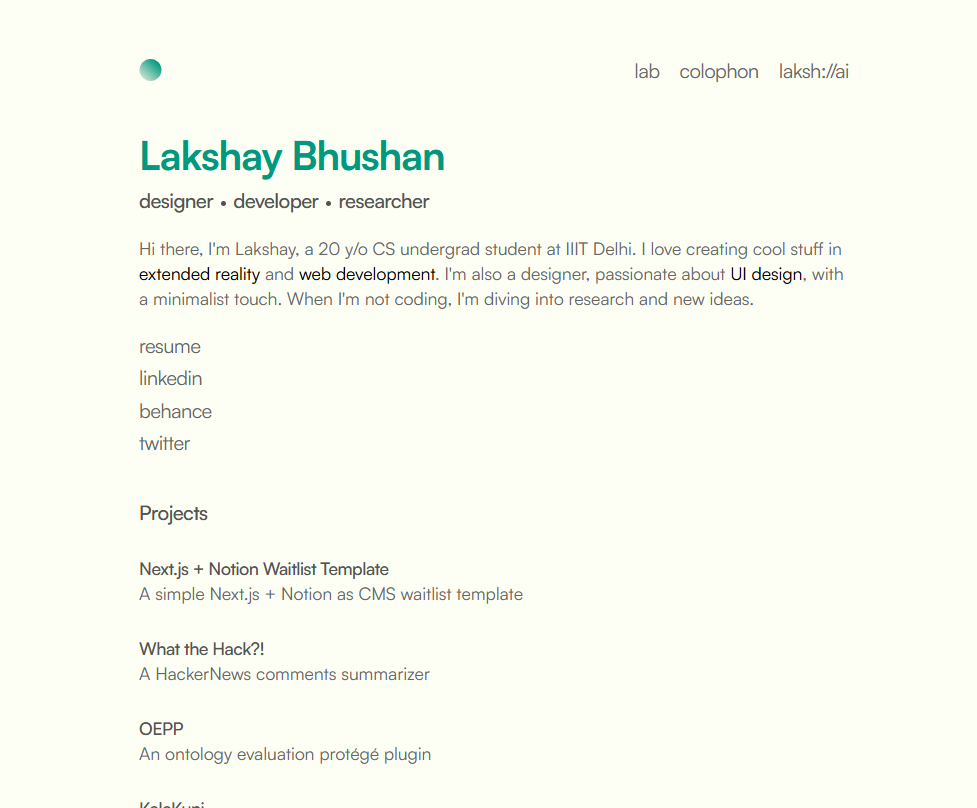 lab colophon laksh://ai
Lakshay Bhushan
designer • developer • researcher
Hi there, I'm Lakshay, a 20 y/o CS undergrad student at IIIT Delhi. I love creating cool stuff in
extended reality and web development. I'm also a designer, passionate about UI design, with
a minimalist touch. When I'm not coding, I'm diving into research and new ideas.
resume
linkedin
behance
twitter
Projects
Next.js + Notion Waitlist Template
A simple Next.js + Notion as CMS waitlist template
What the Hack?!
A HackerNews comments summarizer
OEPP
An ontology evaluation protégé plugin